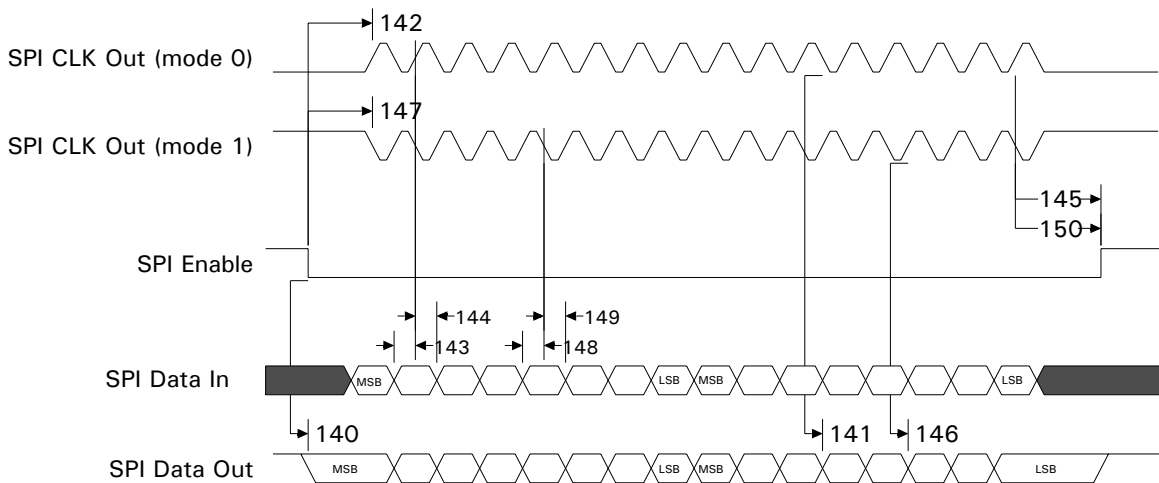 142
SPI CLK Out (mode 0)
147
SPI CLK Out (mode 1)
145
150
SPI Enable
144
149
143
148
SPI Data In
MSB
LSB
MSB
LSB
140
141
146
SPI Data Out
MSB
LSB
MSB
LSB